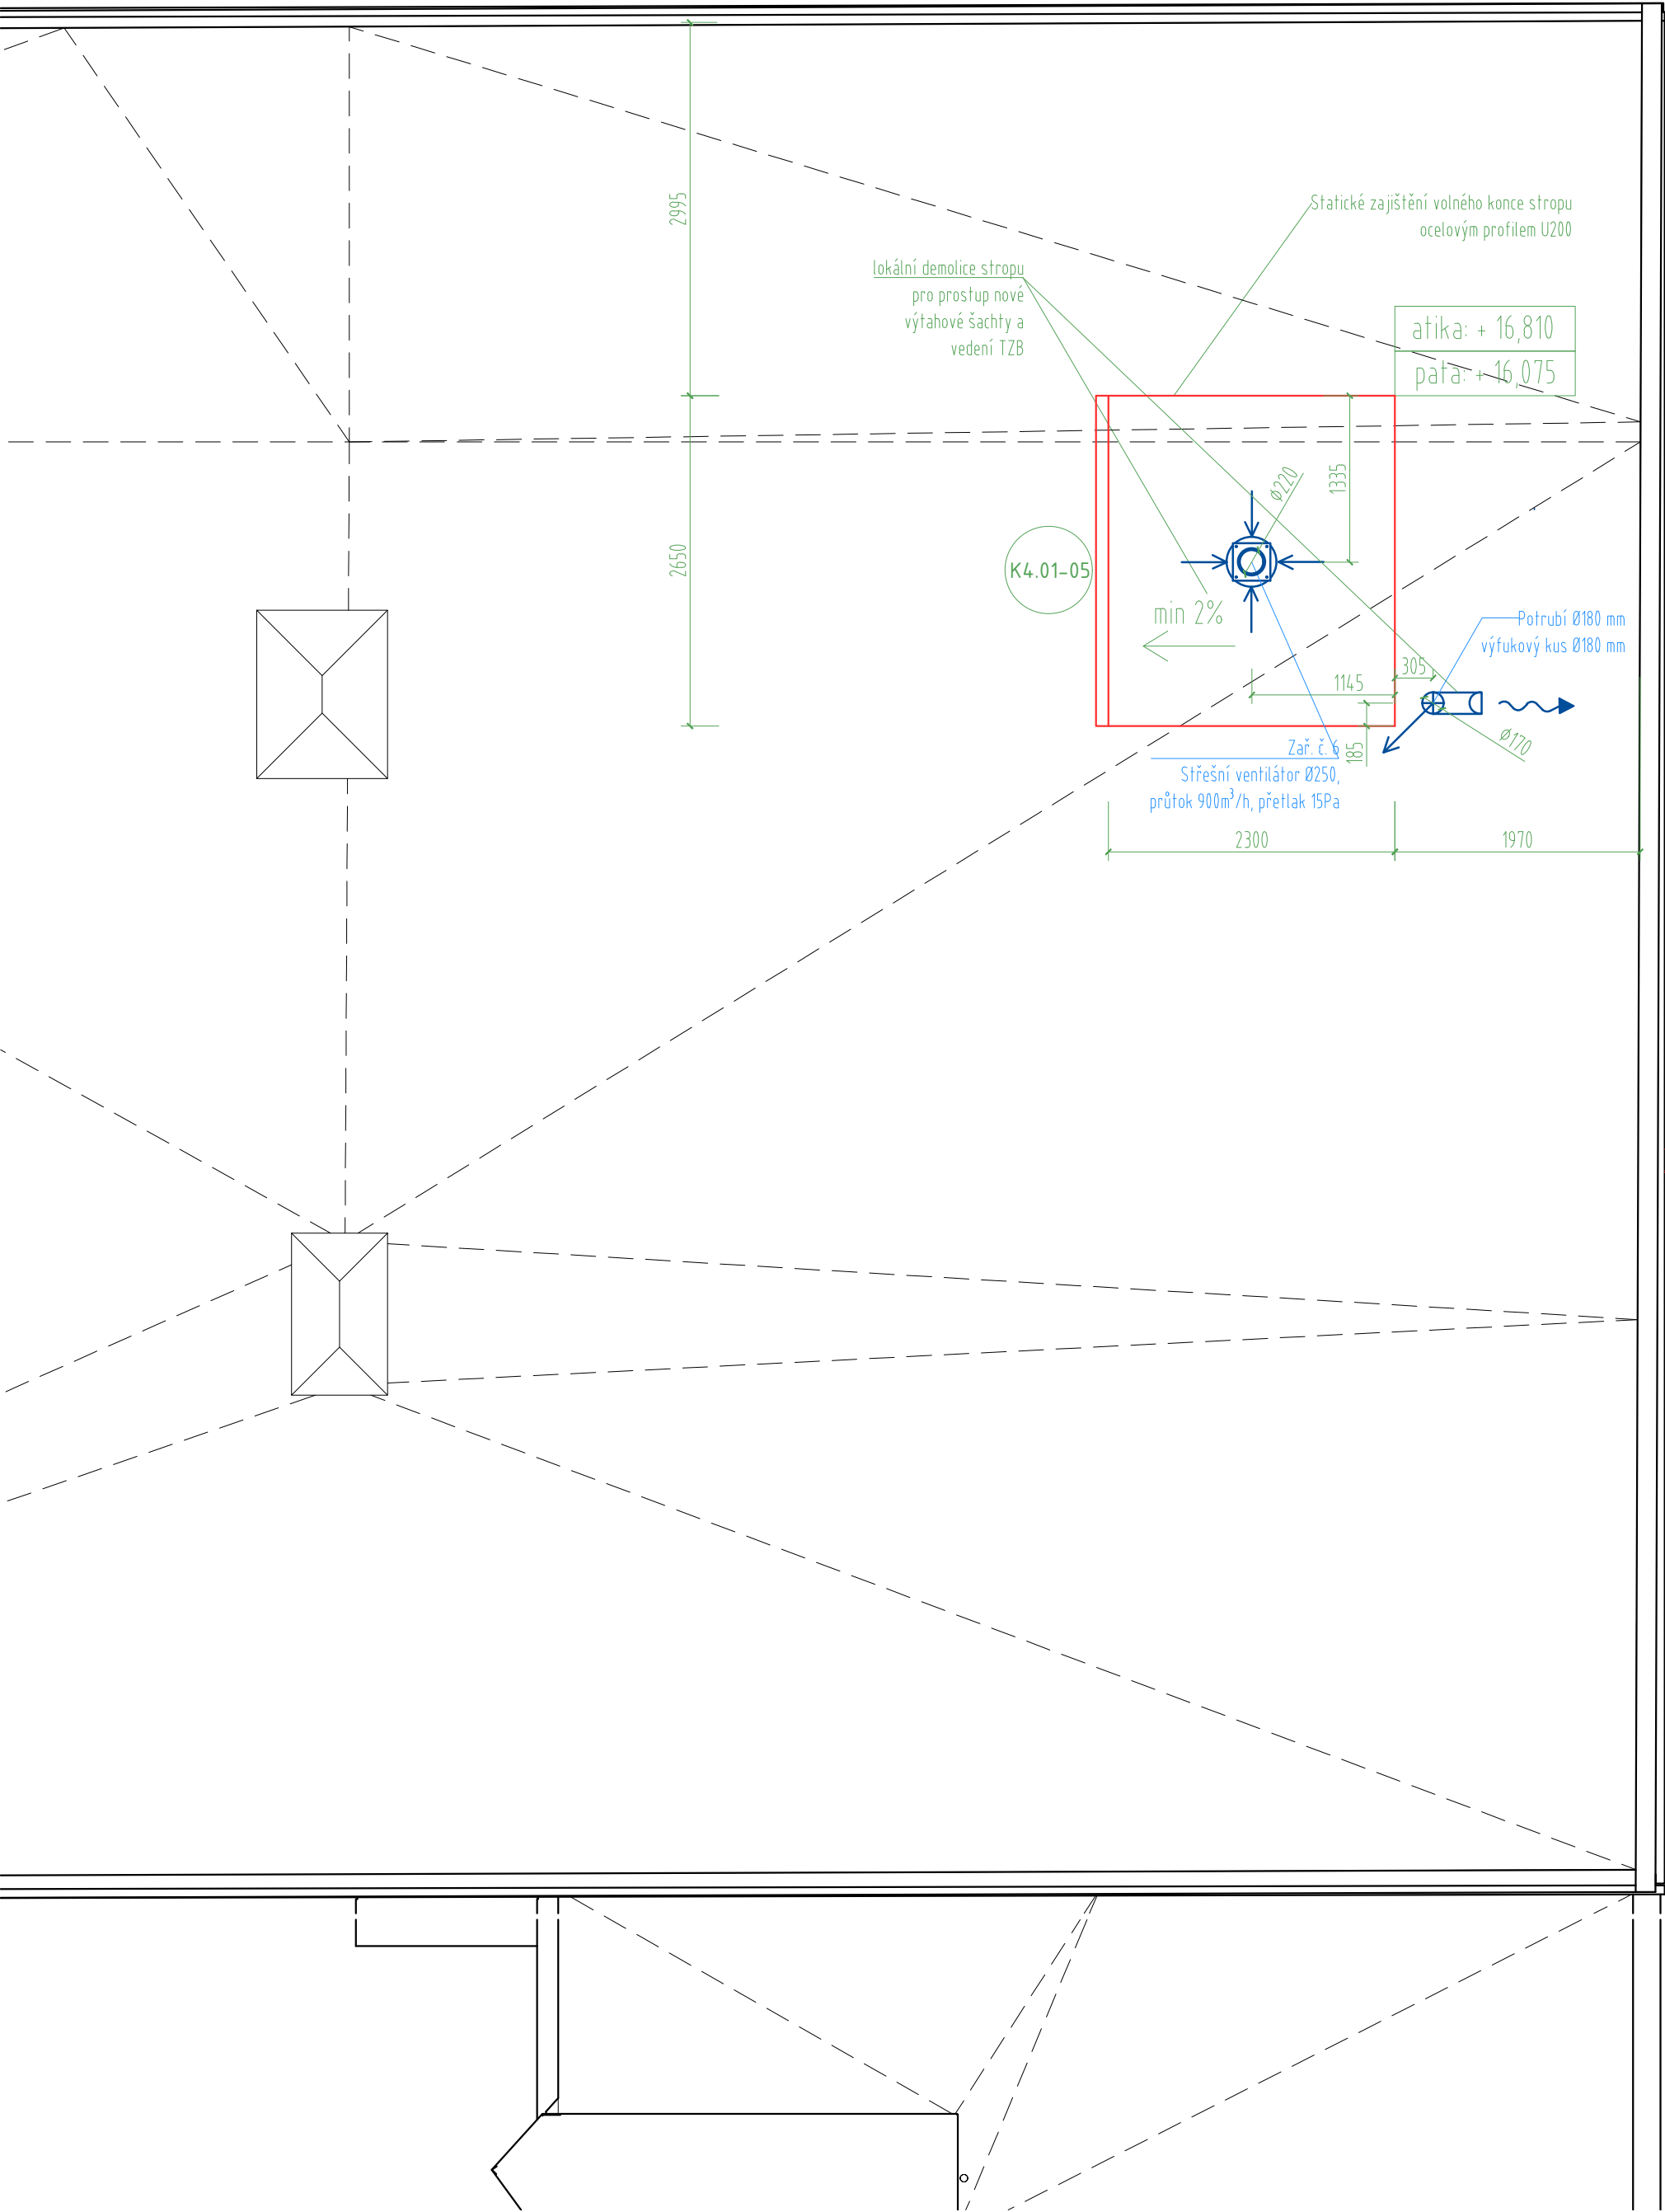 2995
Statické zajištění volného konce stropu
ocelovým profilem U200
lokální demolice stropu
pro prostup nové
výtahové šachty a
vedení TZB
atika: + 16,810
pata: + 16,075
Ø220
1335
2650
K4.01-05
min 2%
Potrubí Ø180 mm
výfukový kus Ø180 mm
305
1145
Ø170
185
Zař. č. 6
Střešní ventilátor Ø250,
průtok 900m³/h, přetlak 15Pa
2300
1970